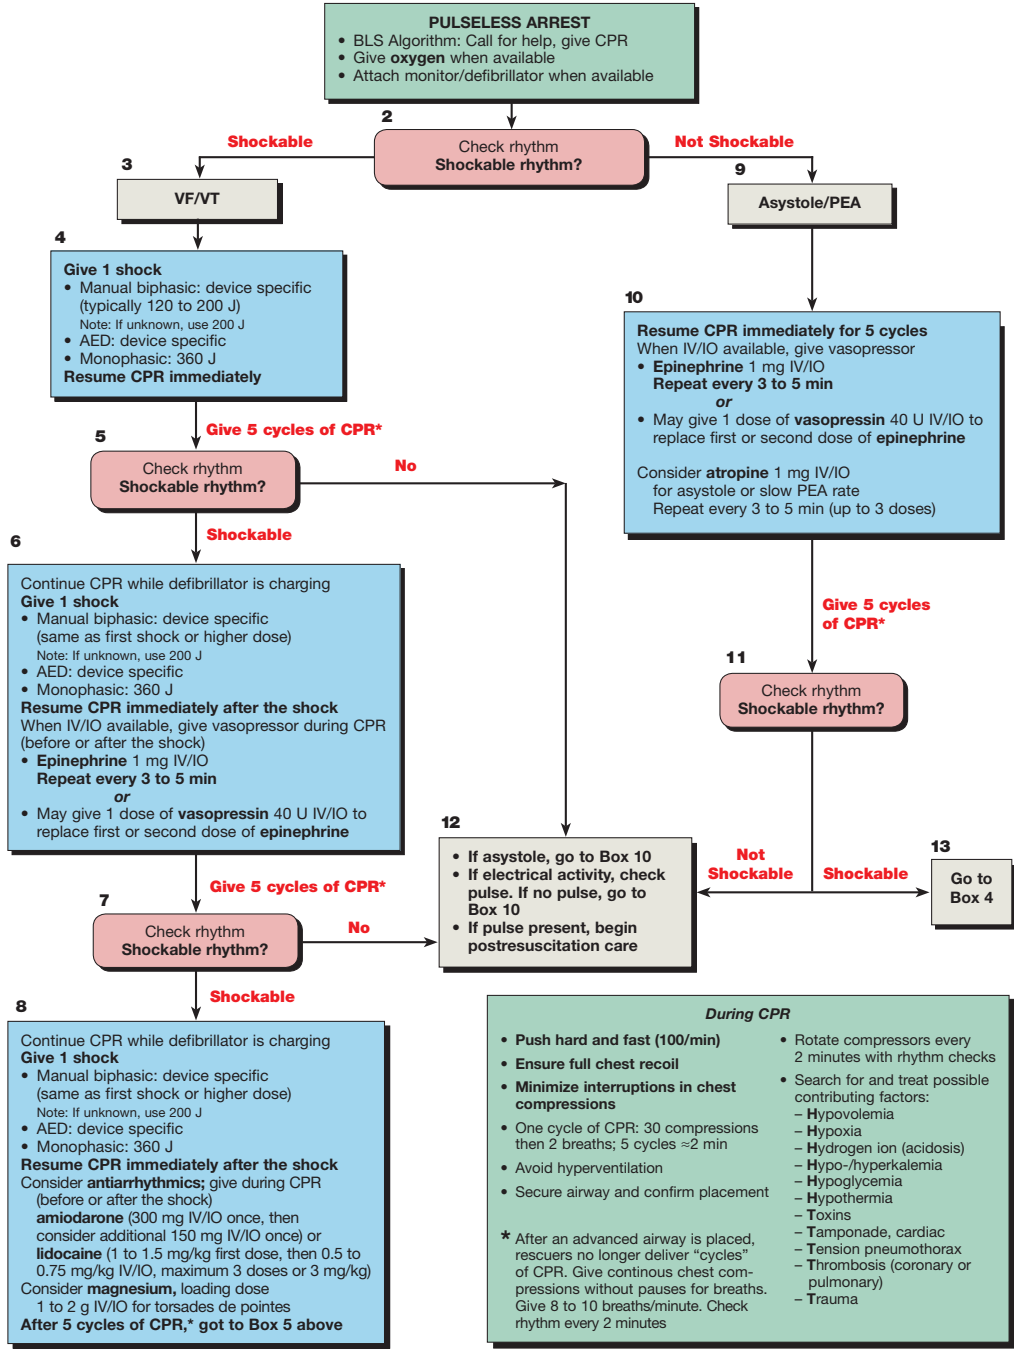 PULSELESS ARREST
• BLS Algorithm: Call for help, give CPR
• Give oxygen when available
• Attach monitor/defibrillator when available
2
Check rhythm
Shockable rhythm?
Shockable
Not Shockable
3
VF/VT
9
Asystole/PEA
4
Give 1 shock
• Manual biphasic: device specific
(typically 120 to 200 J)
Note: If unknown, use 200 J
• AED: device specific
• Monophasic: 360 J
Resume CPR immediately
10
Resume CPR immediately for 5 cycles
When IV/IO available, give vasopressor
• Epinephrine 1 mg IV/IO
Repeat every 3 to 5 min
or
• May give 1 dose of vasopressin 40 U IV/IO to
replace first or second dose of epinephrine
Consider atropine 1 mg IV/IO
for asystole or slow PEA rate
Repeat every 3 to 5 min (up to 3 doses)
Give 5 cycles of CPR*
5
Check rhythm
Shockable rhythm?
No
Shockable
6
Continue CPR while defibrillator is charging
Give 1 shock
• Manual biphasic: device specific
(same as first shock or higher dose)
Note: If unknown, use 200 J
• AED: device specific
• Monophasic: 360 J
Resume CPR immediately after the shock
When IV/IO available, give vasopressor during CPR
(before or after the shock)
• Epinephrine 1 mg IV/IO
Repeat every 3 to 5 min
or
• May give 1 dose of vasopressin 40 U IV/IO to
replace first or second dose of epinephrine
Give 5 cycles
of CPR*
11
Check rhythm
Shockable rhythm?
12
• If asystole, go to Box 10
• If electrical activity, check
pulse. If no pulse, go to
Box 10
• If pulse present, begin
postresuscitation care
Not
Shockable
Shockable
13
Go to
Box 4
Give 5 cycles of CPR*
7
Check rhythm
Shockable rhythm?
No
Shockable
8
Continue CPR while defibrillator is charging
Give 1 shock
• Manual biphasic: device specific
(same as first shock or higher dose)
Note: If unknown, use 200 J
• AED: device specific
• Monophasic: 360 J
Resume CPR immediately after the shock
Consider antiarrhythmics; give during CPR
(before or after the shock)
amiodarone (300 mg IV/IO once, then
consider additional 150 mg IV/IO once) or
lidocaine (1 to 1.5 mg/kg first dose, then 0.5 to
0.75 mg/kg IV/IO, maximum 3 doses or 3 mg/kg)
Consider magnesium, loading dose
1 to 2 g IV/IO for torsades de pointes
After 5 cycles of CPR,* got to Box 5 above
During CPR
• Push hard and fast (100/min)
• Ensure full chest recoil
• Minimize interruptions in chest
compressions
• One cycle of CPR: 30 compressions
then 2 breaths; 5 cycles ≈2 min
• Avoid hyperventilation
• Secure airway and confirm placement
* After an advanced airway is placed,
rescuers no longer deliver “cycles”
of CPR. Give continous chest com-
pressions without pauses for breaths.
Give 8 to 10 breaths/minute. Check
rhythm every 2 minutes
• Rotate compressors every
2 minutes with rhythm checks
• Search for and treat possible
contributing factors:
– Hypovolemia
– Hypoxia
– Hydrogen ion (acidosis)
– Hypo-/hyperkalemia
– Hypoglycemia
– Hypothermia
– Toxins
– Tamponade, cardiac
– Tension pneumothorax
– Thrombosis (coronary or
pulmonary)
– Trauma